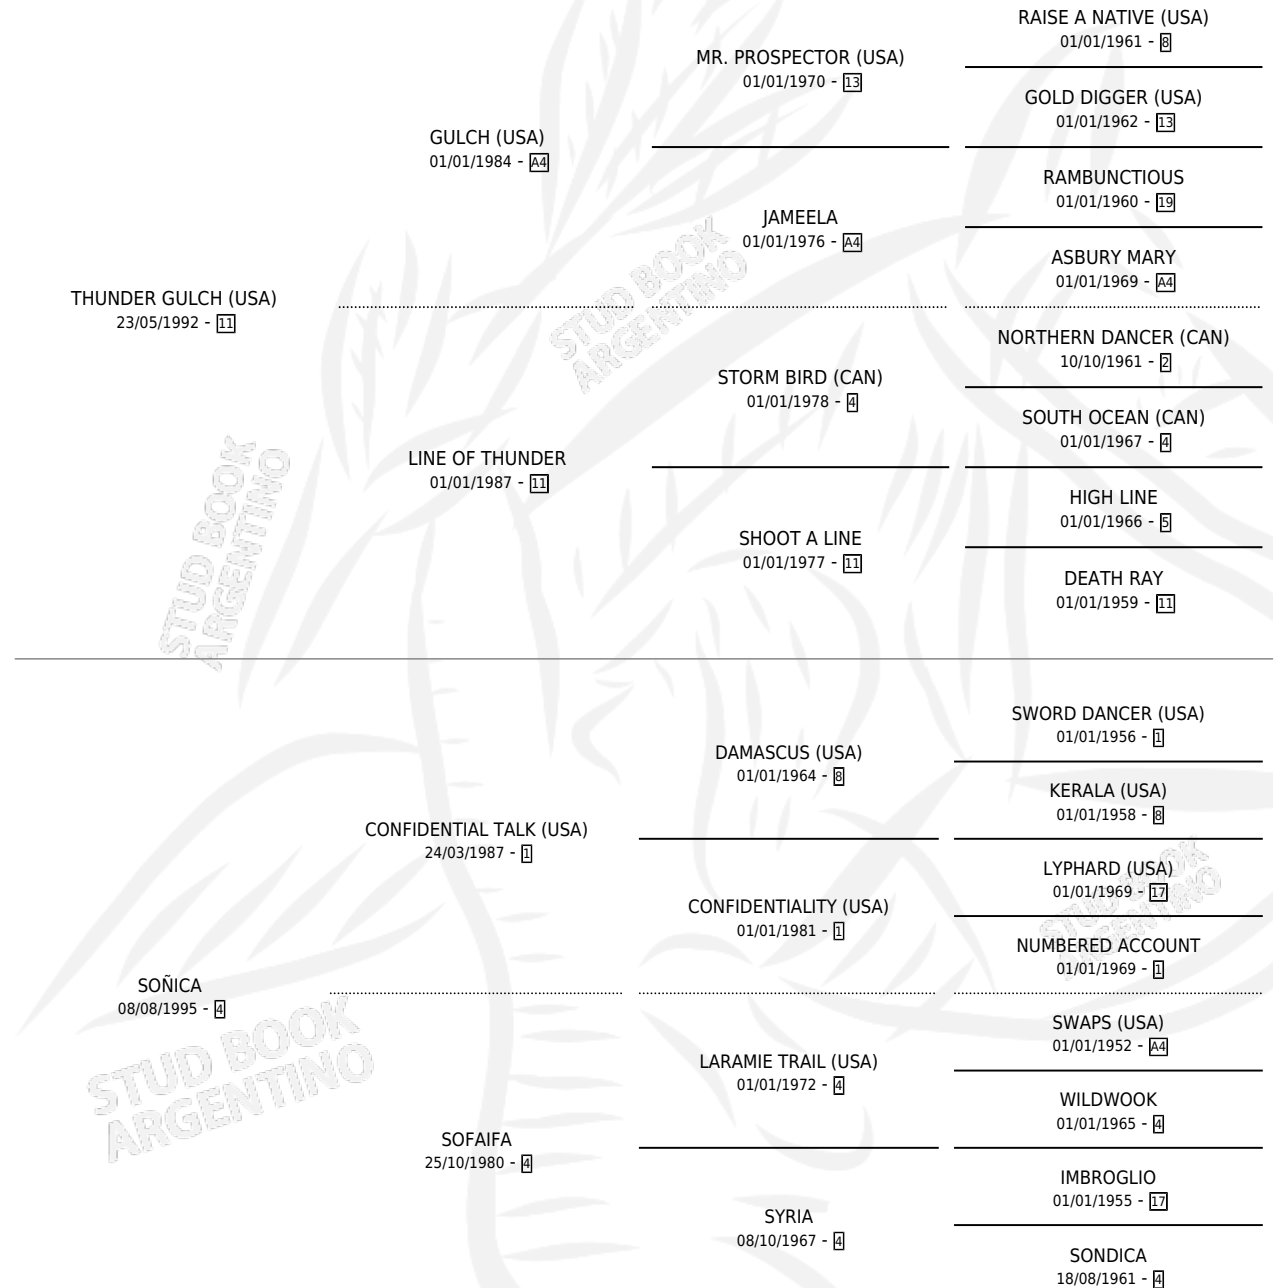 RAISE A NATIVE (USA)
01/01/1961 - 8
MR. PROSPECTOR (USA)
01/01/1970 - 13
GOLD DIGGER (USA)
01/01/1962 - 13
GULCH (USA)
01/01/1984 - A4
RAMBUNCTIOUS
01/01/1960 - 19
JAMEELA
01/01/1976 - A4
ASBURY MARY
01/01/1969 - A4
THUNDER GULCH (USA)
23/05/1992 - 11
NORTHERN DANCER (CAN)
10/10/1961 - 2
STORM BIRD (CAN)
01/01/1978 - 4
SOUTH OCEAN (CAN)
01/01/1967 - 4
LINE OF THUNDER
01/01/1987 - 11
HIGH LINE
01/01/1966 - 5
SHOOT A LINE
01/01/1977 - 11
DEATH RAY
01/01/1959 - 11
SWORD DANCER (USA)
01/01/1956 - 1
DAMASCUS (USA)
01/01/1964 - 8
KERALA (USA)
01/01/1958 - 8
CONFIDENTIAL TALK (USA)
24/03/1987 - 1
LYPHARD (USA)
01/01/1969 - 17
CONFIDENTIALITY (USA)
01/01/1981 - 1
NUMBERED ACCOUNT
01/01/1969 - 1
SOÑICA
08/08/1995 - 4
SWAPS (USA)
01/01/1952 - A4
LARAMIE TRAIL (USA)
01/01/1972 - 4
WILDWOOK
01/01/1965 - 4
SOFAIFA
25/10/1980 - 4
IMBROGLIO
01/01/1955 - 17
SYRIA
08/10/1967 - 4
SONDICA
18/08/1961 - 4
STUD BOOK
ARGENTINO
STUD BOOK
ARGENTINO
STUD BOOK
ARGENTINO
STUD BOOK
ARGENTINO